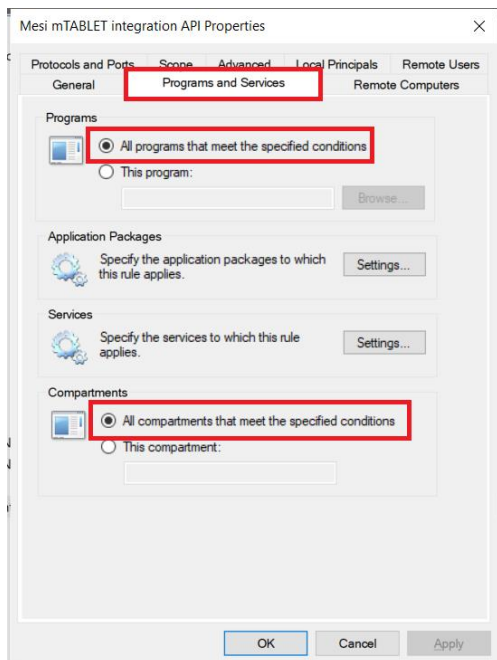 Mesi mTABLET integration API Properties
Protocols and Ports Scope Advanced Local Principals Remote Users
General Programs and Services Remote Computers
Programs
All programs that meet the specified conditions
This program:
Browse...
Application Packages
Specify the application packages to which
this rule applies.
Settings...
Services
Specify the services to which this rule
applies.
Settings...
Compartments
All compartments that meet the specified conditions
This compartment:
OK Cancel Apply